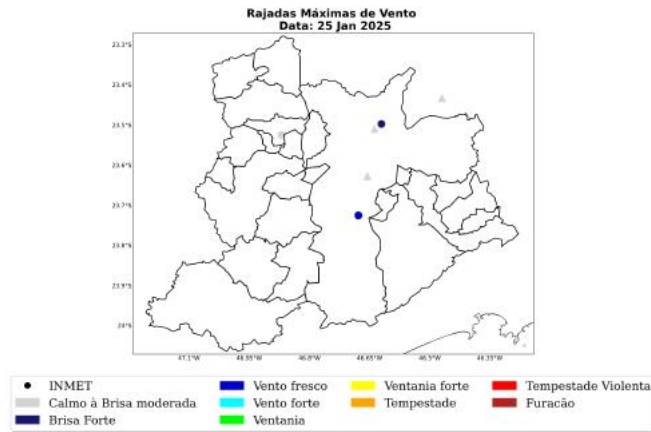 Rajadas Máximas de Vento
Data: 25 Jan 2025
23.3°S
23.4°S
23.5°S
23.6°S
23.7°S
23.8°S
23.9°S
24°S
47.1°W
46.95°W
46.8°W
46.65°W
46.5°W
46.35°W
INMET
Vento fresco
Ventania forte
Tempestade Violenta
Calmo à Brisa moderada
Vento forte
Tempestade
Furacão
Brisa Forte
Ventania